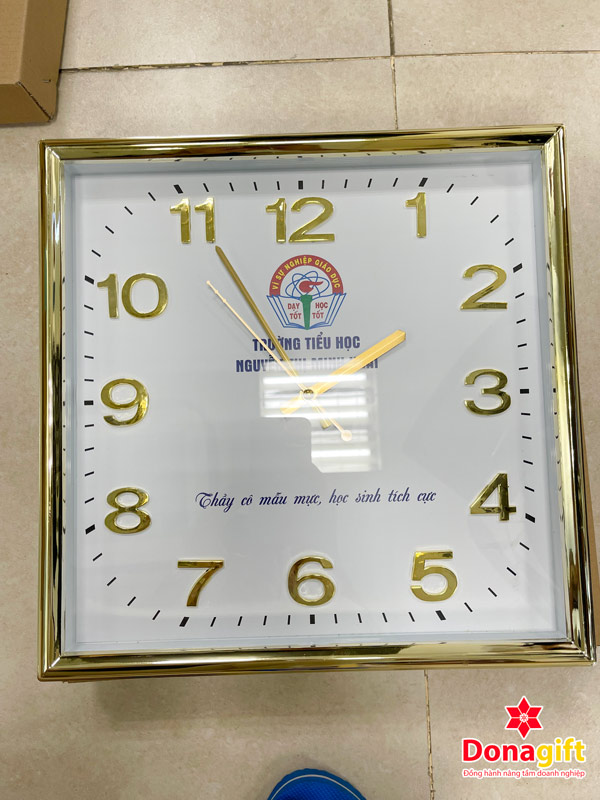 11 12 1
10 2
9 3
8 4
7 6 5
VÌ SỰ NGHIỆP GIÁO DỤC
DẠY HỌC
TỐT TỐT
TRƯỜNG TIỂU HỌC
MINH
Thầy cô mẫu mực, học sinh tích cực
Donagift
Đồng hành nâng tầm doanh nghiệp